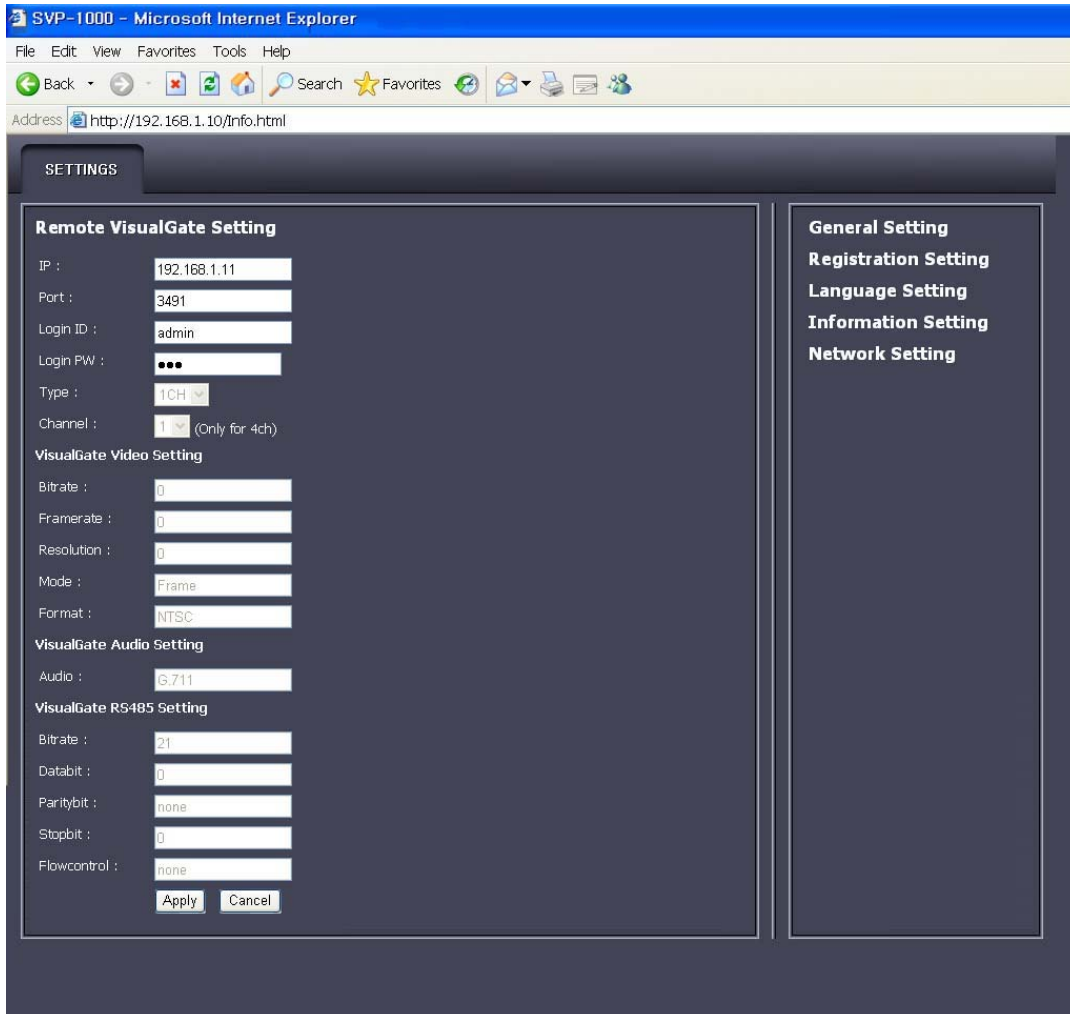 SVP-1000 - Microsoft Internet Explorer
File Edit View Favorites Tools Help
Back Search Favorites
Address http://192.168.1.10/Info.html
SETTINGS
Remote VisualGate Setting
IP : 192.168.1.11
Port : 3491
Login ID : admin
Login PW : ●●●
Type : 1CH
Channel : 1 (Only for 4ch)
VisualGate Video Setting
Bitrate : 0
Framerate : 0
Resolution : 0
Mode : Frame
Format : NTSC
VisualGate Audio Setting
Audio : G.711
VisualGate RS485 Setting
Bitrate : 21
Databit : 0
Paritybit : none
Stopbit : 0
Flowcontrol : none
Apply Cancel
General Setting
Registration Setting
Language Setting
Information Setting
Network Setting